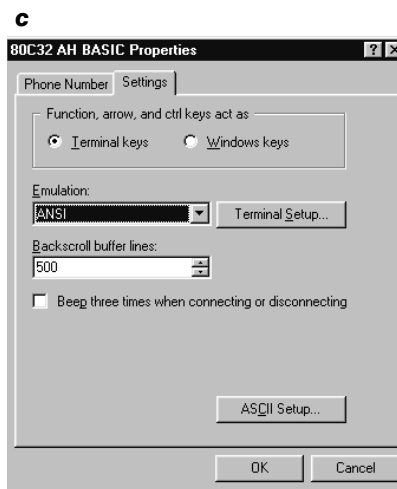 c
80C32 AH BASIC Properties
Phone Number Settings
Function, arrow, and ctrl keys act as
Terminal keys Windows keys
Emulation:
ANSI Terminal Setup...
Backscroll buffer lines:
500
Beep three times when connecting or disconnecting
ASCII Setup...
OK Cancel